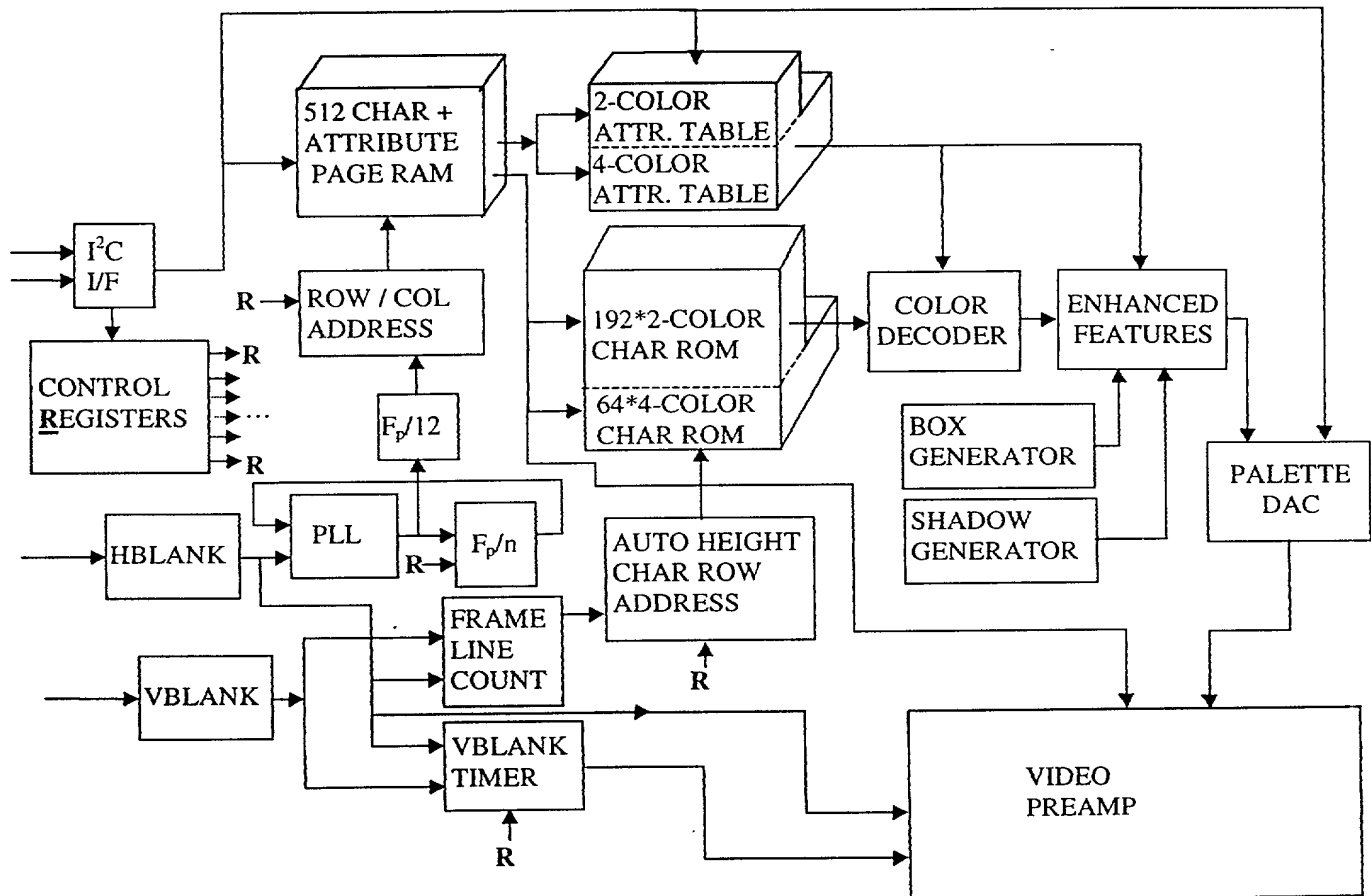 512 CHAR +
ATTRIBUTE
PAGE RAM
2-COLOR
ATTR. TABLE
4-COLOR
ATTR. TABLE
I²C
I/F
R
ROW / COL
ADDRESS
192*2-COLOR
CHAR ROM
64*4-COLOR
CHAR ROM
COLOR
DECODER
ENHANCED
FEATURES
CONTROL
REGISTERS
R
...
R
Fp/12
BOX
GENERATOR
PALETTE
DAC
SHADOW
GENERATOR
HBLANK
PLL
R
Fp/n
AUTO HEIGHT
CHAR ROW
ADDRESS
R
FRAME
LINE
COUNT
VBLANK
VBLANK
TIMER
R
VIDEO
PREAMP